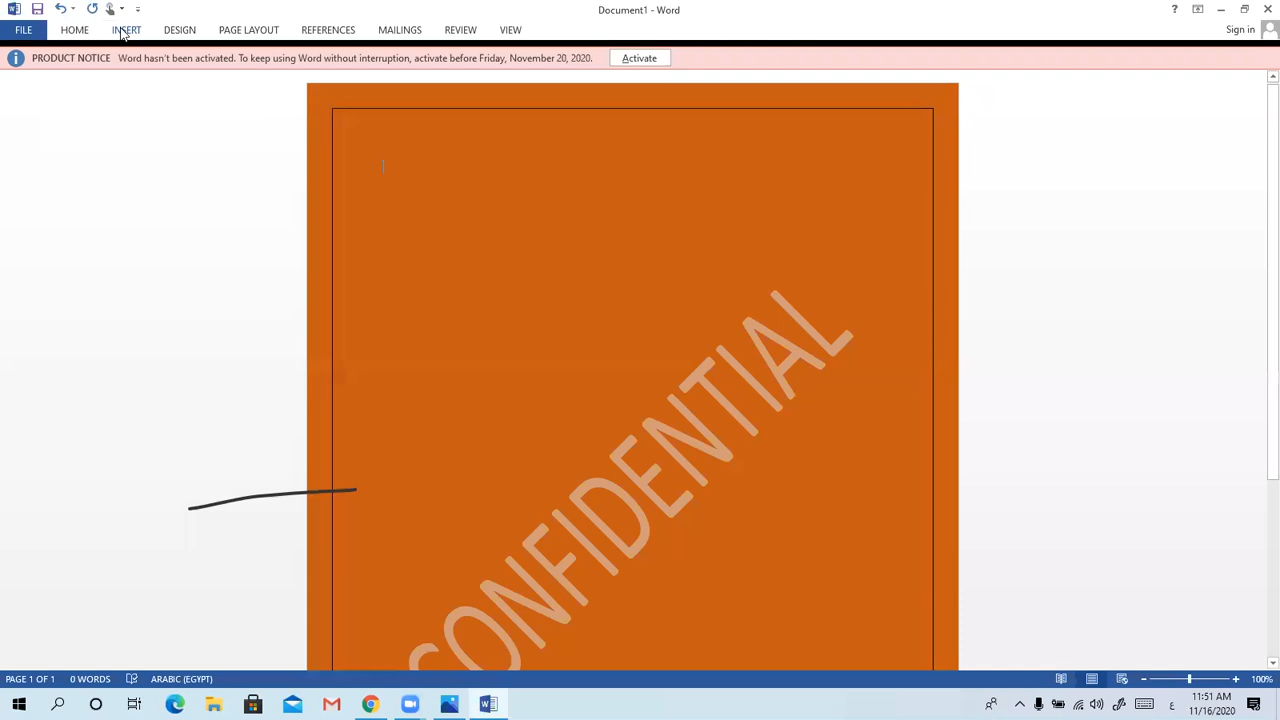 Document1 - Word
FILE HOME INSERT DESIGN PAGE LAYOUT REFERENCES MAILINGS REVIEW VIEW Sign in
PRODUCT NOTICE Word hasn't been activated. To keep using Word without interruption, activate before Friday, November 20, 2020. Activate
CONFIDENTIAL
PAGE 1 OF 1 0 WORDS ARABIC (EGYPT) 100%
ع 11:51 AM
11/16/2020